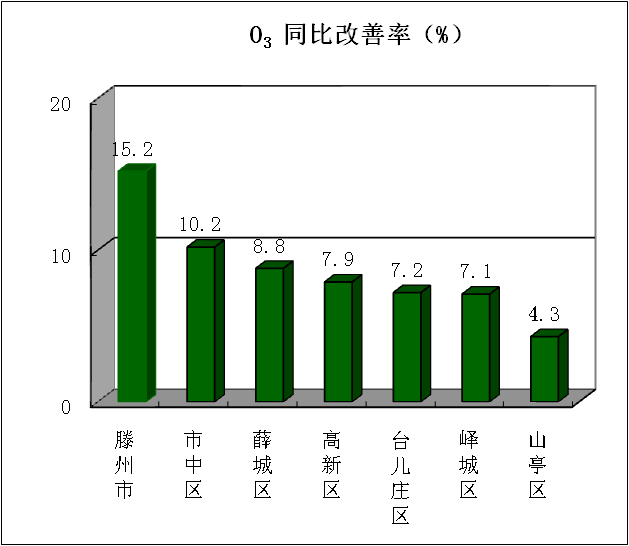 O₃ 同比改善率（%）
20
15.2
10.2
10
8.8
7.9
7.2
7.1
4.3
0
滕州市
市中区
薛城区
高新区
台儿庄区
峄城区
山亭区